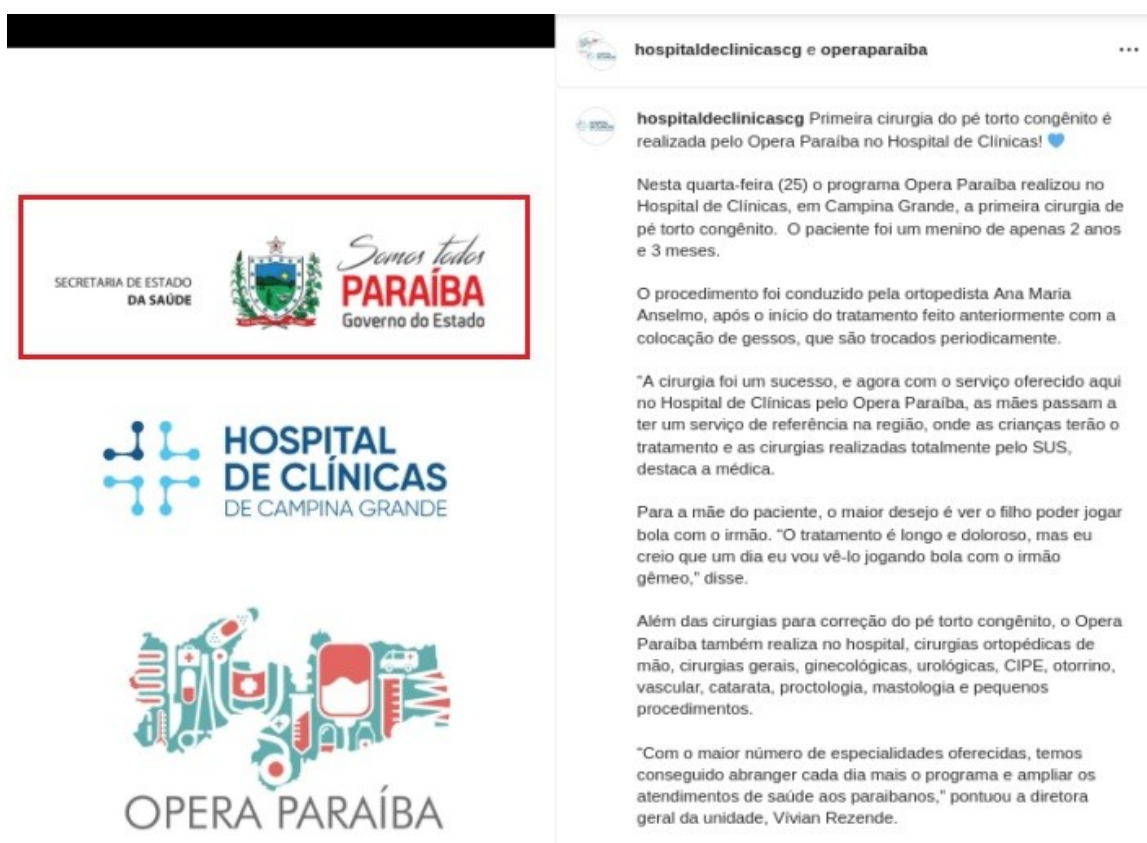 SECRETARIA DE ESTADO
DA SAÚDE
Somos todos
PARAÍBA
Governo do Estado
HOSPITAL
DE CLÍNICAS
DE CAMPINA GRANDE
OPERA PARAÍBA
hospitaldeclinicascg e operaparaiba
hospitaldeclinicascg Primeira cirurgia do pé torto congênito é
realizada pelo Opera Paraíba no Hospital de Clínicas! 💙
Nesta quarta-feira (25) o programa Opera Paraíba realizou no
Hospital de Clínicas, em Campina Grande, a primeira cirurgia de
pé torto congênito. O paciente foi um menino de apenas 2 anos
e 3 meses.
O procedimento foi conduzido pela ortopedista Ana Maria
Anselmo, após o início do tratamento feito anteriormente com a
colocação de gessos, que são trocados periodicamente.
“A cirurgia foi um sucesso, e agora com o serviço oferecido aqui
no Hospital de Clínicas pelo Opera Paraíba, as mães passam a
ter um serviço de referência na região, onde as crianças terão o
tratamento e as cirurgias realizadas totalmente pelo SUS,
destaca a médica.
Para a mãe do paciente, o maior desejo é ver o filho poder jogar
bola com o irmão. “O tratamento é longo e doloroso, mas eu
creio que um dia eu vou vê-lo jogando bola com o irmão
gêmeo,” disse.
Além das cirurgias para correção do pé torto congênito, o Opera
Paraíba também realiza no hospital, cirurgias ortopédicas de
mão, cirurgias gerais, ginecológicas, urológicas, CIPE, otorrino,
vascular, catarata, proctologia, mastologia e pequenos
procedimentos.
“Com o maior número de especialidades oferecidas, temos
conseguido abranger cada dia mais o programa e ampliar os
atendimentos de saúde aos paraibanos,” pontuou a diretora
geral da unidade, Vívian Rezende.